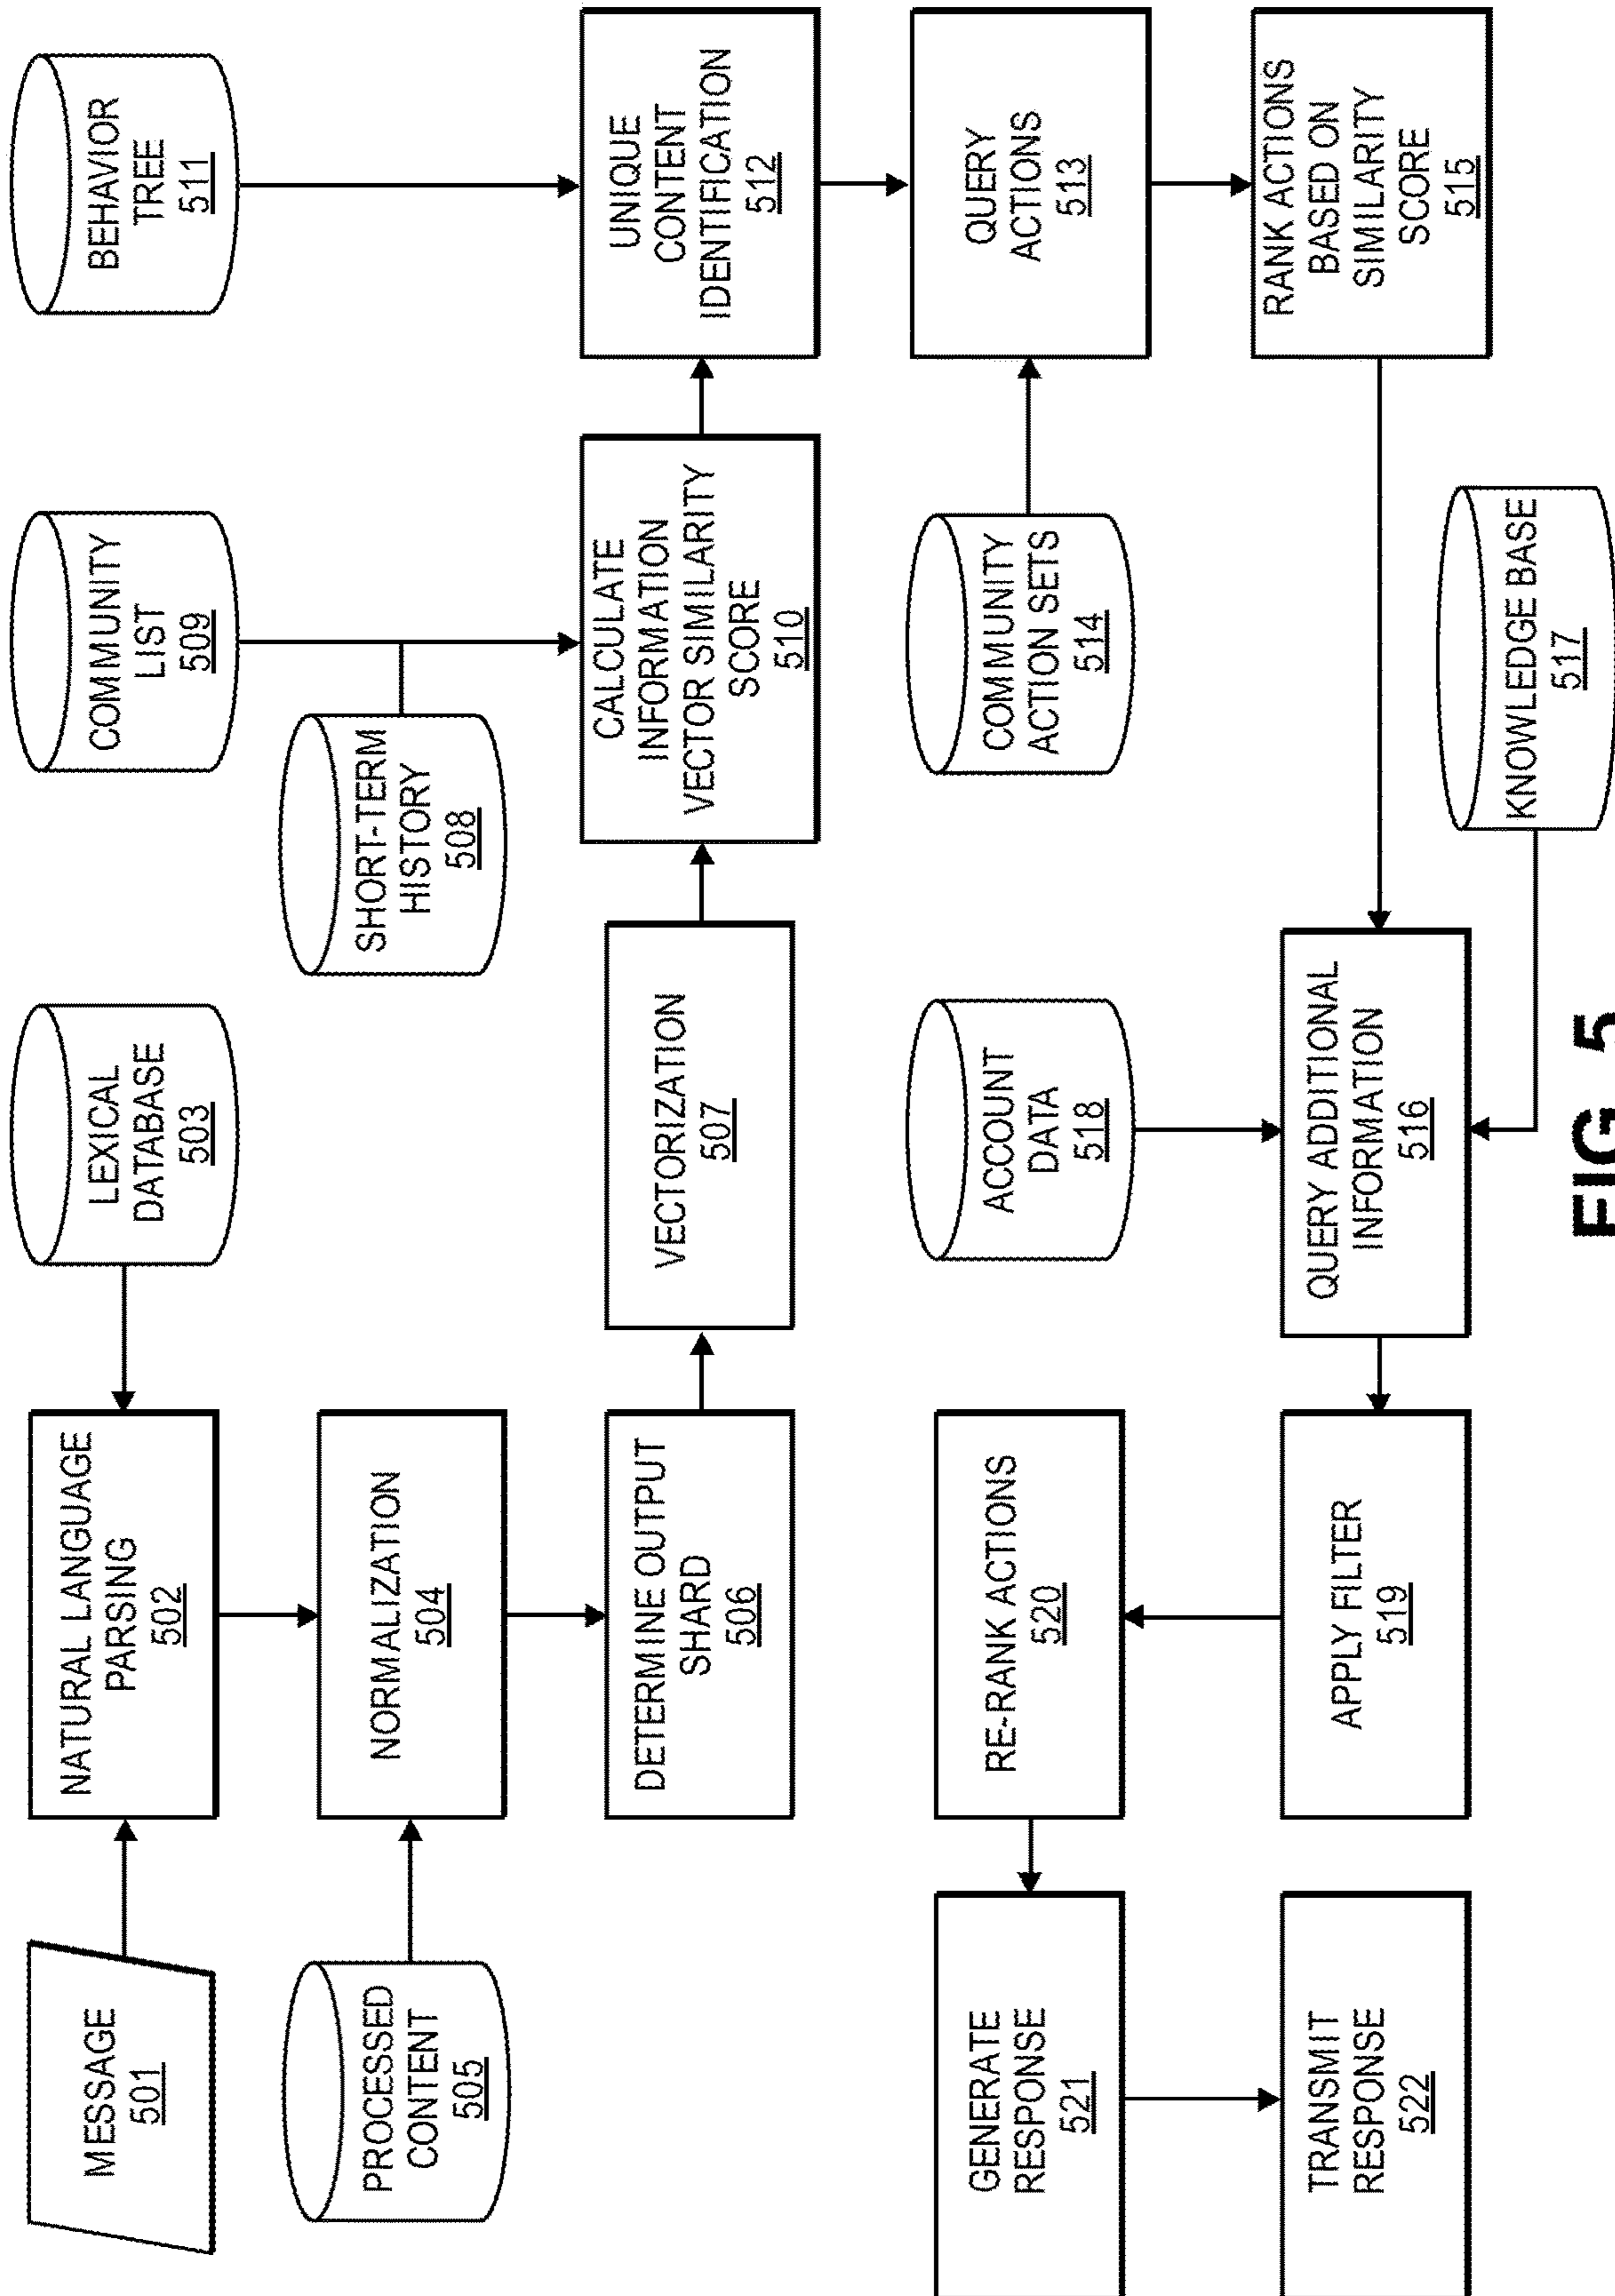 MESSAGE
501
NATURAL LANGUAGE
PARSING
502
LEXICAL
DATABASE
503
COMMUNITY
LIST
509
BEHAVIOR
TREE
511
PROCESSED
CONTENT
505
NORMALIZATION
504
SHORT-TERM
HISTORY
508
DETERMINE OUTPUT
SHARD
506
VECTORIZATION
507
CALCULATE
INFORMATION
VECTOR SIMILARITY
SCORE
510
UNIQUE
CONTENT
IDENTIFICATION
512
GENERATE
RESPONSE
521
RE-RANK ACTIONS
520
ACCOUNT
DATA
518
COMMUNITY
ACTION SETS
514
QUERY
ACTIONS
513
TRANSMIT
RESPONSE
522
APPLY FILTER
519
QUERY ADDITIONAL
INFORMATION
516
RANK ACTIONS
BASED ON
SIMILARITY
SCORE
515
KNOWLEDGE BASE
517
FIG. 5